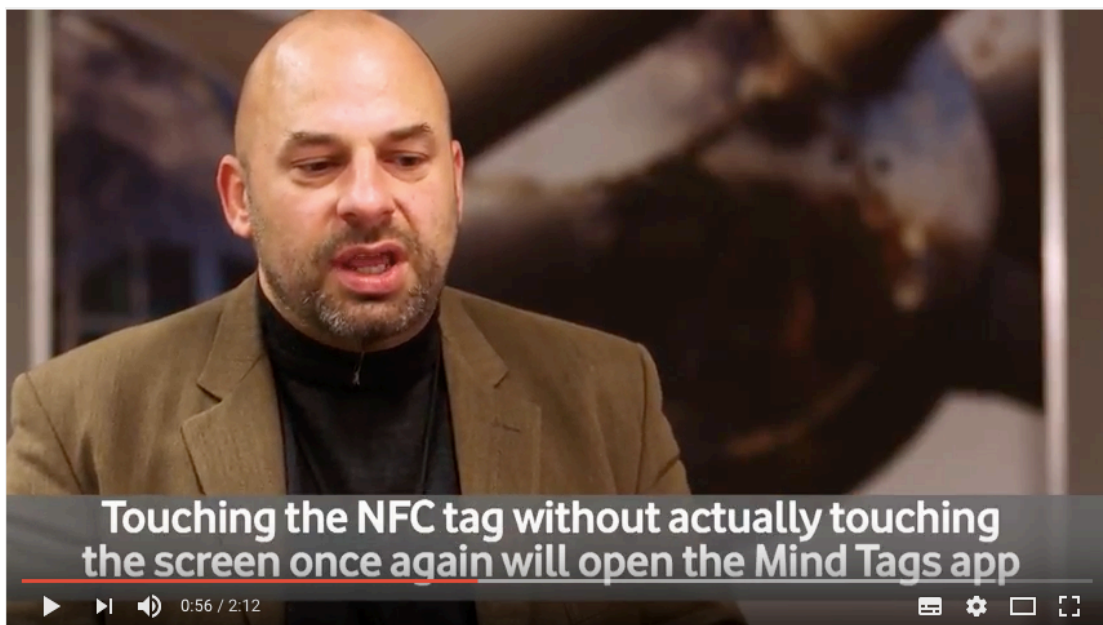 Touching the NFC tag without actually touching
the screen once again will open the Mind Tags app
0:56 / 2:12